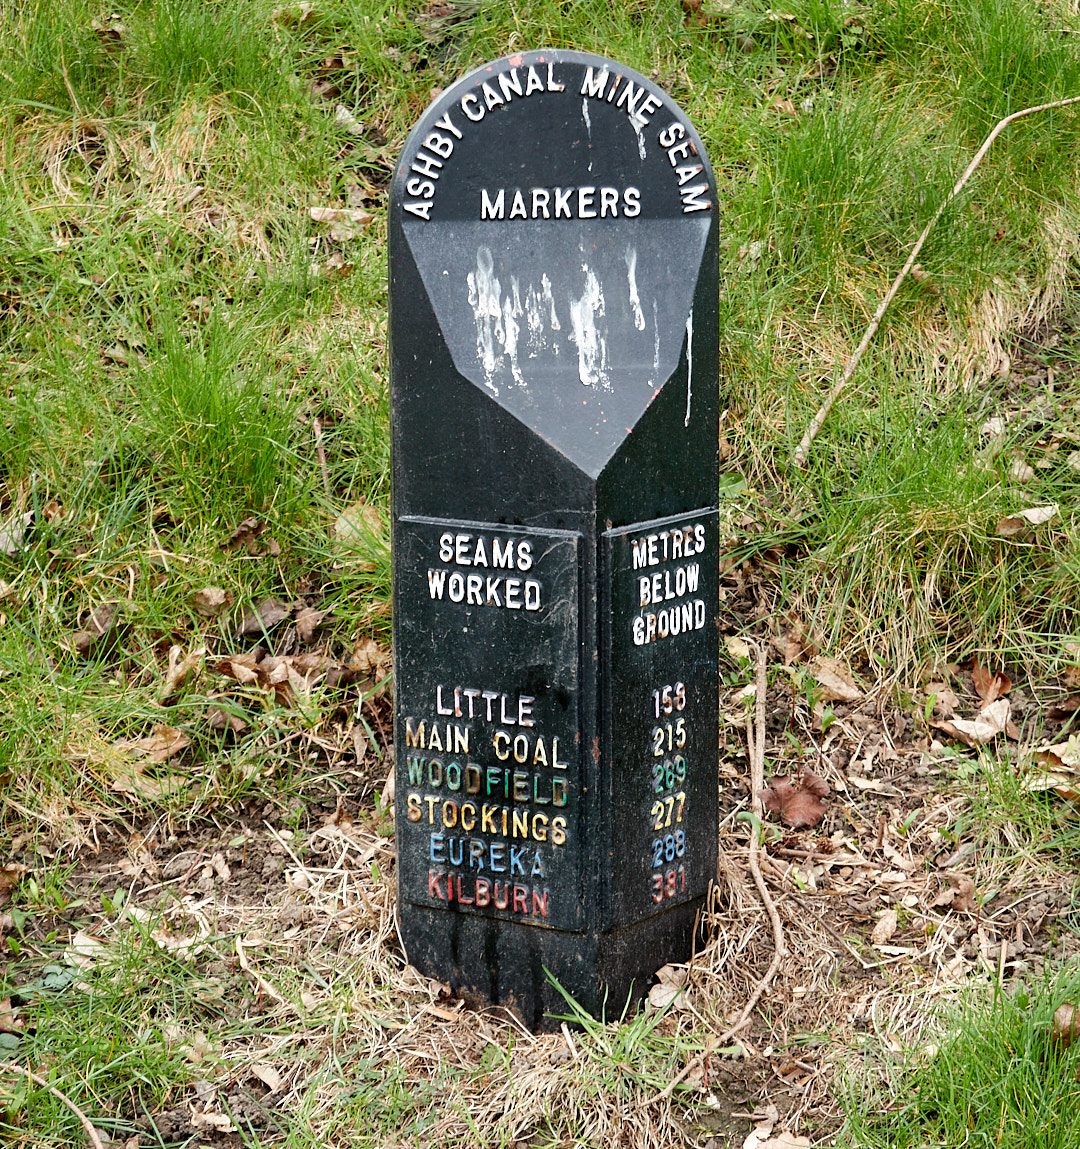 ASHBY CANAL MINE SEAM
MARKERS
SEAMS
WORKED
LITTLE
MAIN COAL
WOODFIELD
STOCKINGS
EUREKA
KILBURN
METRES
BELOW
GROUND
158
215
269
277
288
381